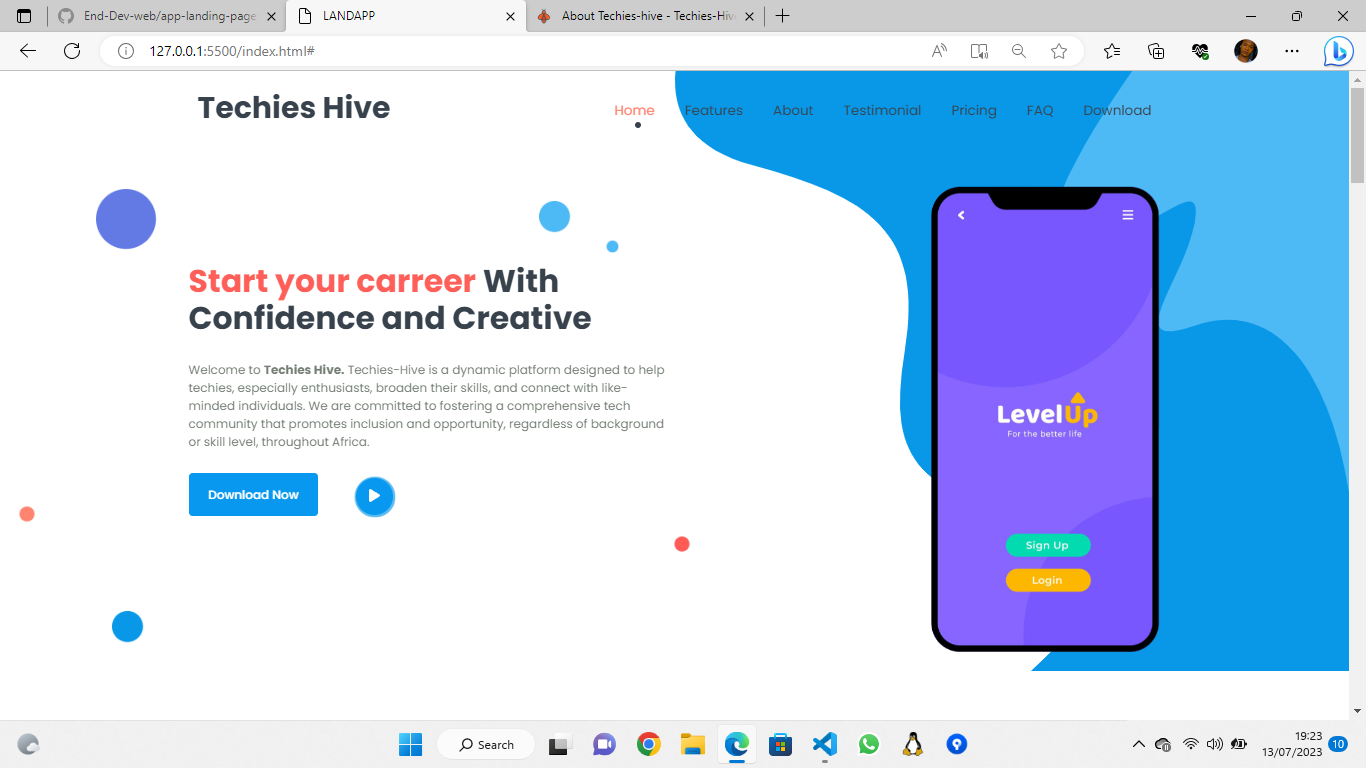 End-Dev-web/app-landing-page
LANDAPP
About Techies-hive - Techies-Hiv
127.0.0.1:5500/index.html#
Techies Hive
Home
Features
About
Testimonial
Pricing
FAQ
Download
Start your carreer With
Confidence and Creative
Welcome to Techies Hive. Techies-Hive is a dynamic platform designed to help
techies, especially enthusiasts, broaden their skills, and connect with like-
minded individuals. We are committed to fostering a comprehensive tech
community that promotes inclusion and opportunity, regardless of background
or skill level, throughout Africa.
Download Now
LevelUp
For the better life
Sign Up
Login
Search
19:23
13/07/2023
10